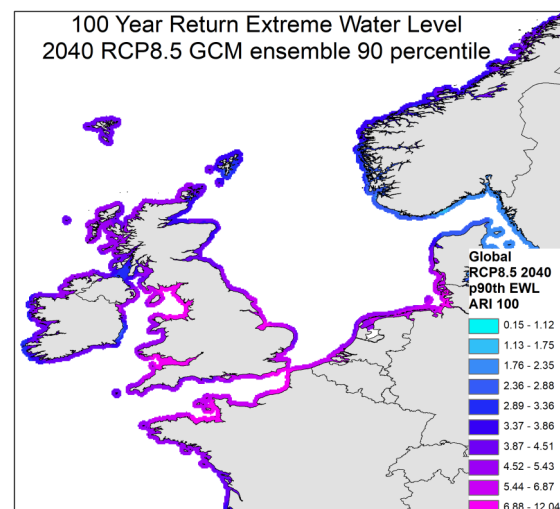 100 Year Return Extreme Water Level
2040 RCP8.5 GCM ensemble 90 percentile
Global
RCP8.5 2040
p90th EWL
ARI 100
0.15 - 1.12
1.13 - 1.75
1.76 - 2.35
2.36 - 2.88
2.89 - 3.36
3.37 - 3.86
3.87 - 4.51
4.52 - 5.43
5.44 - 6.87
6.88 - 12.04